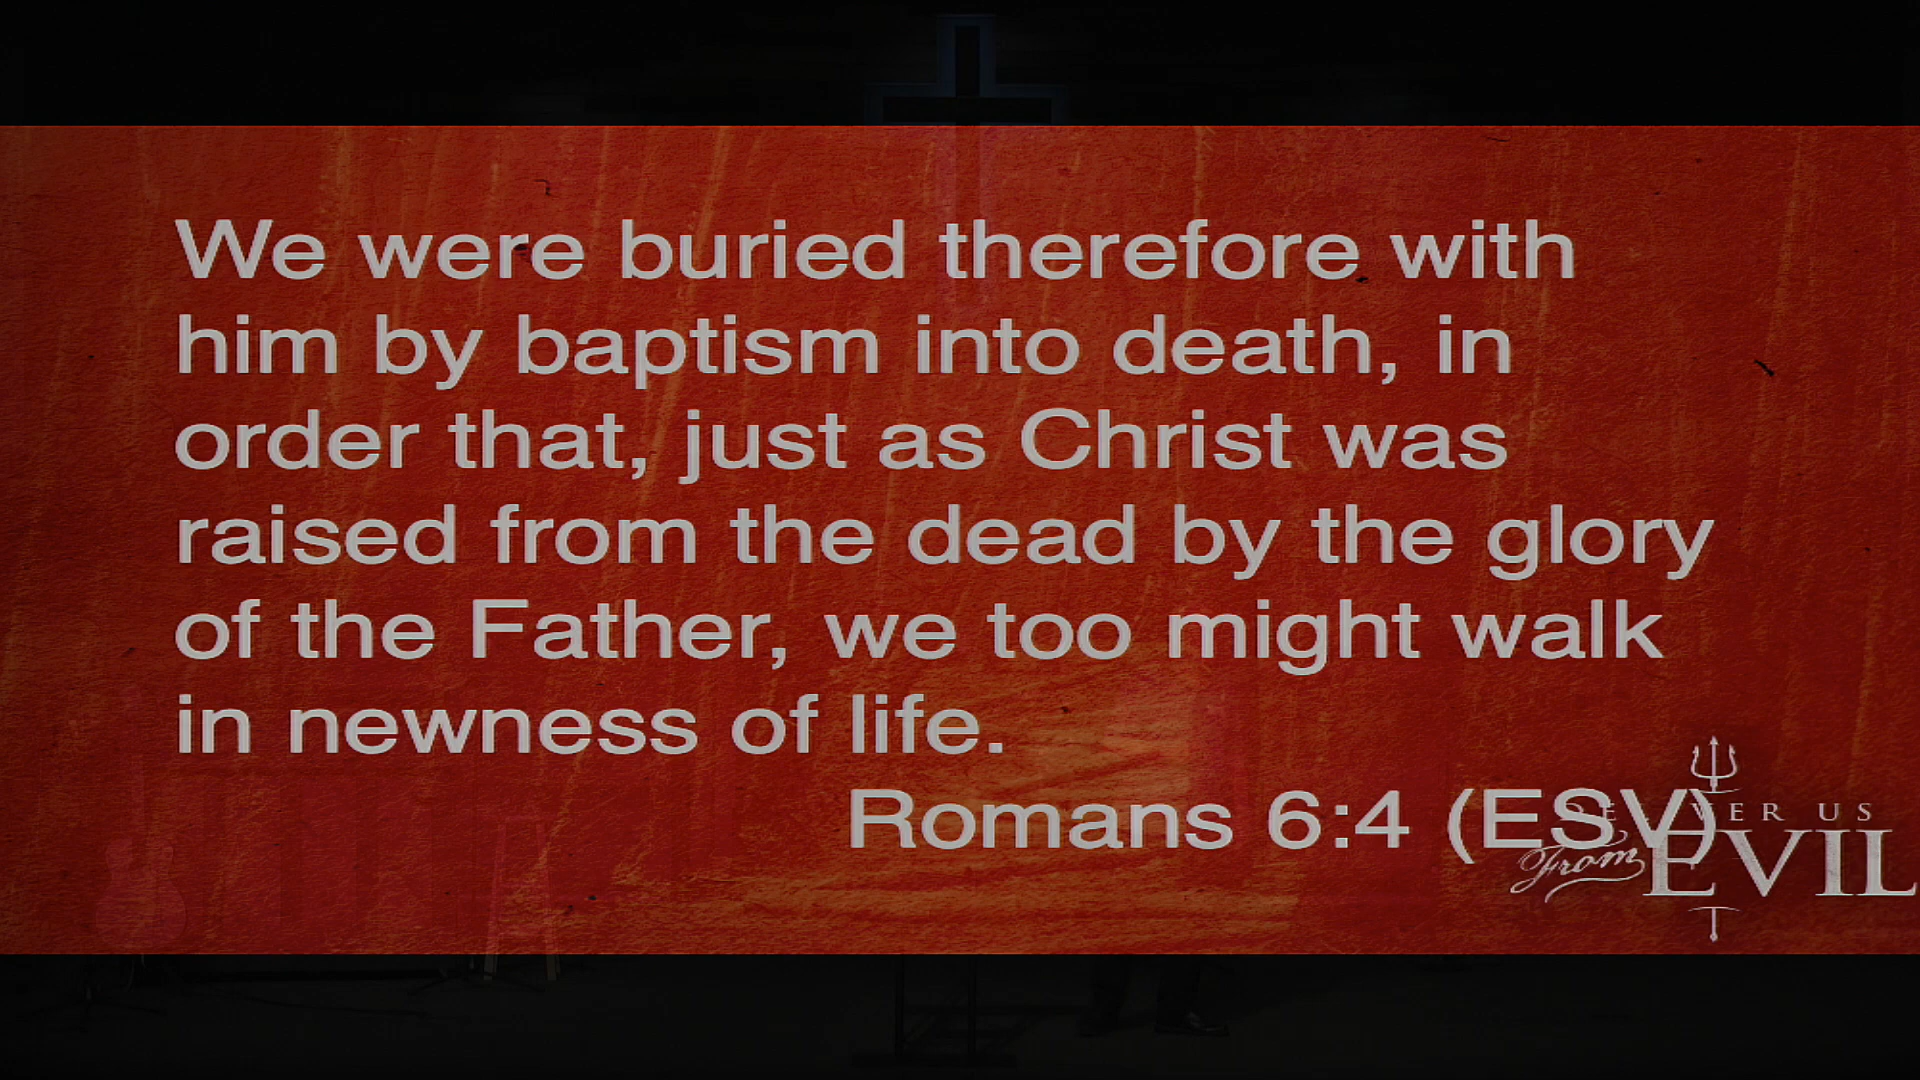 We were buried therefore with
him by baptism into death, in
order that, just as Christ was
raised from the dead by the glory
of the Father, we too might walk
in newness of life.
Romans 6:4 (ESV)
DELIVER US
From EVIL